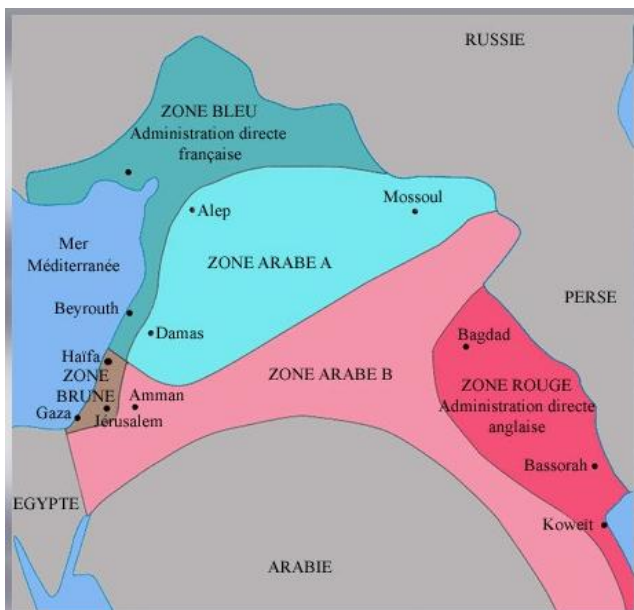 RUSSIE
ZONE BLEU
Administration directe
française
Alep
Mossoul
Mer
Méditerranée
ZONE ARABE A
Beyrouth
PERSE
Damas
Bagdad
Haïfa
ZONE
BRUNE
ZONE ARABE B
Amman
ZONE ROUGE
Administration directe
anglaise
Gaza
Jérusalem
Bassorah
EGYPTE
Koweït
ARABIE